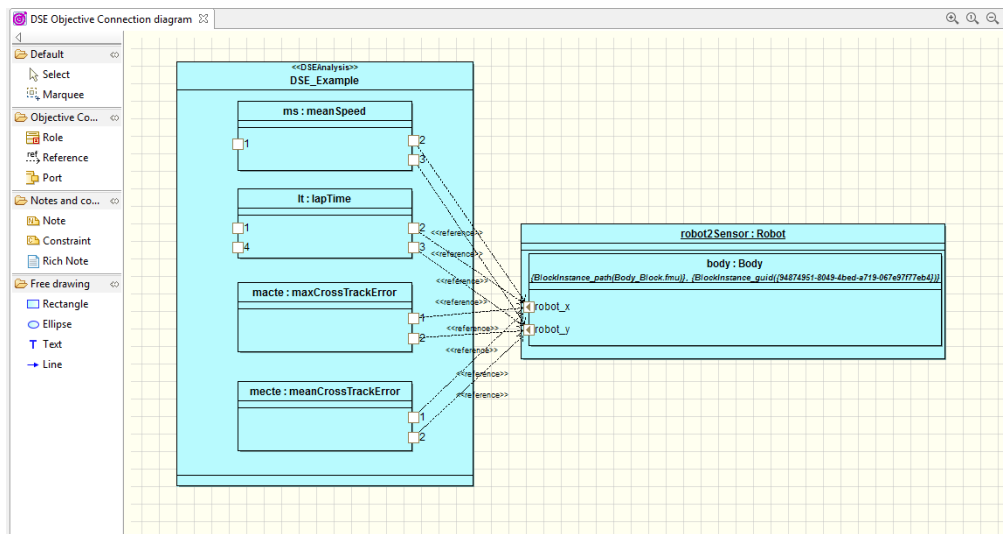 DSE Objective Connection diagram
Default
Select
Marquee
Objective Co...
Role
Reference
Port
Notes and co...
Note
Constraint
Rich Note
Free drawing
Rectangle
Ellipse
Text
Line
<<DSEAnalysis>>
DSE_Example
ms : meanSpeed
1
2
3
lt : lapTime
1
4
2
3
macte : maxCrossTrackError
1
2
mecte : meanCrossTrackError
1
2
<<reference>>
<<reference>>
<<reference>>
<<reference>>
<<reference>>
<<reference>>
<<reference>>
robot2Sensor : Robot
body : Body
{BlockInstance_path(Body_Block.fmu)}, {BlockInstance_guid({94874951-8049-4bed-a719-067e97f77eb4})}
robot_x
robot_y